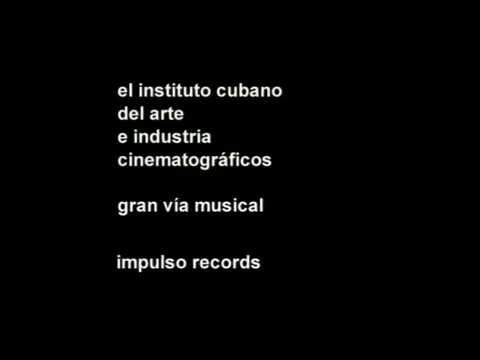 el instituto cubano
del arte
e industria
cinematográficos
gran vía musical
impulso records